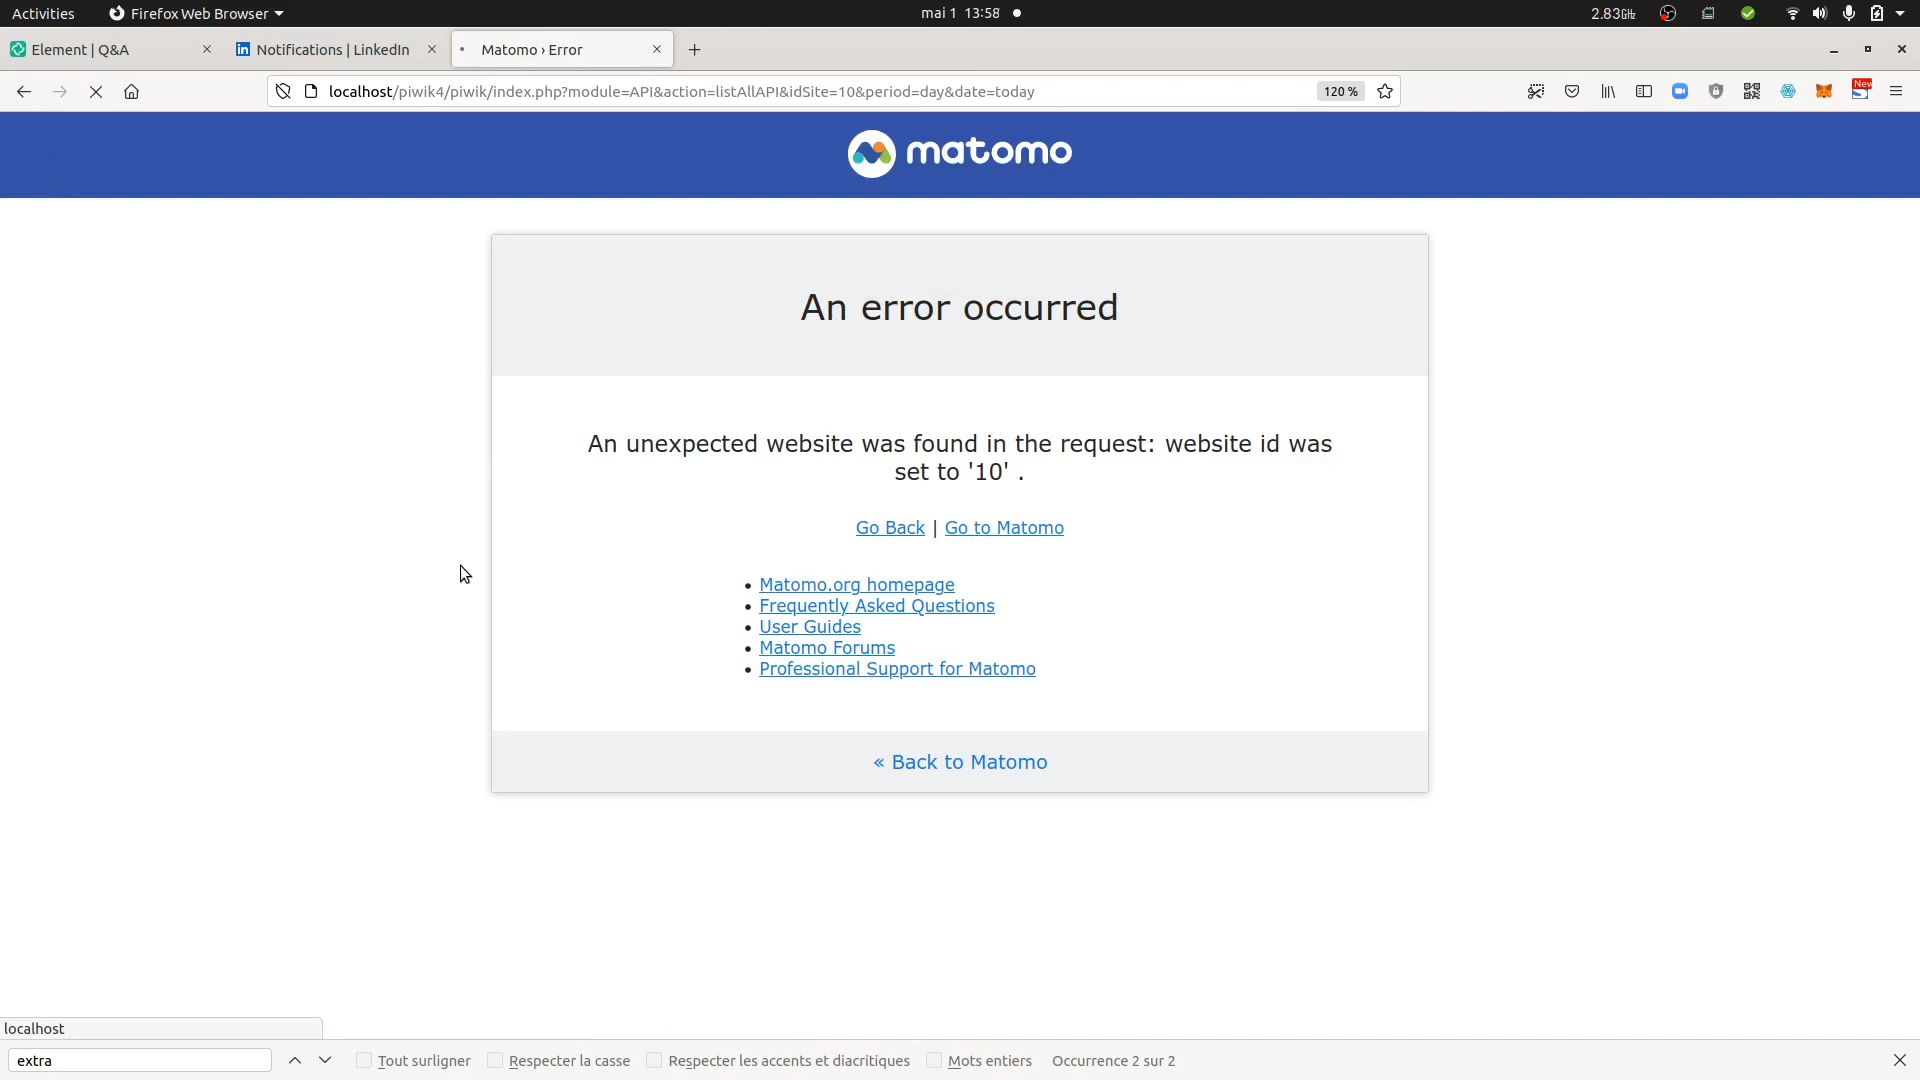 Activities
Firefox Web Browser
mai 1 13:58
2.83GHz
Element | Q&A
Notifications | LinkedIn
Matomo › Error
localhost/piwik4/piwik/index.php?module=API&action=listAllAPI&idSite=10&period=day&date=today
120 %
New
matomo
An error occurred
An unexpected website was found in the request: website id was
set to '10' .
Go Back | Go to Matomo
• Matomo.org homepage
• Frequently Asked Questions
• User Guides
• Matomo Forums
• Professional Support for Matomo
« Back to Matomo
localhost
extra
Tout surligner
Respecter la casse
Respecter les accents et diacritiques
Mots entiers
Occurrence 2 sur 2